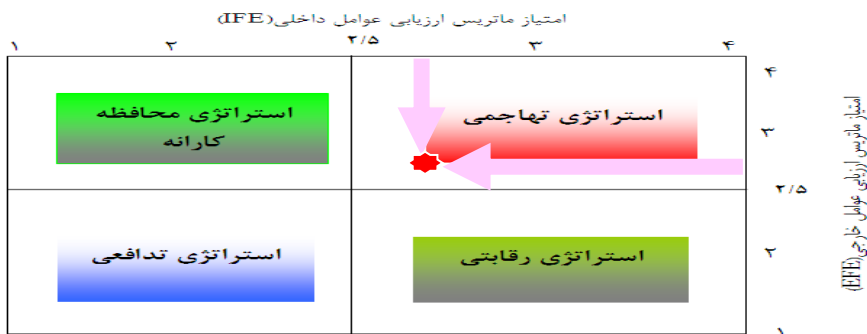 امتیاز ماتریس ارزیابی عوامل داخلی(IFE)
۱ ۲ ۲/۵ ۳ ۴
استراتژی محافظه
کارانه
استراتژی تهاجمی
استراتژی تدافعی
استراتژی رقابتی
۴
۳
۲/۵
۲
۱
امتیاز ماتریس ارزیابی عوامل خارجی(EFE)